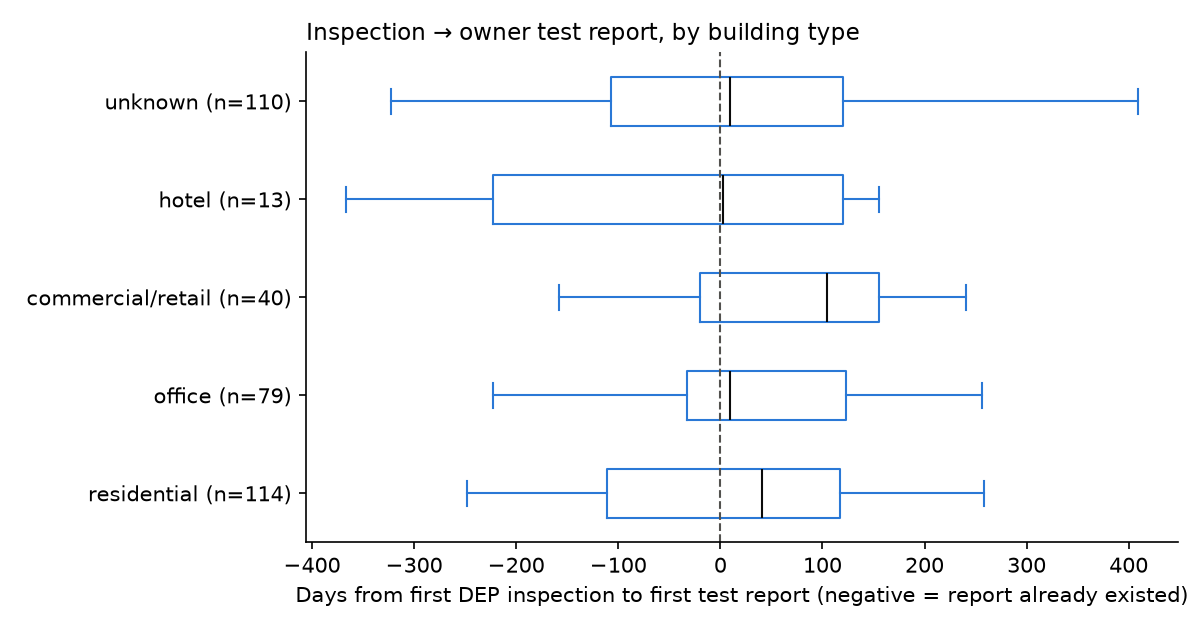 Inspection → owner test report, by building type
unknown (n=110)
hotel (n=13)
commercial/retail (n=40)
office (n=79)
residential (n=114)
−400 −300 −200 −100 0 100 200 300 400
Days from first DEP inspection to first test report (negative = report already existed)